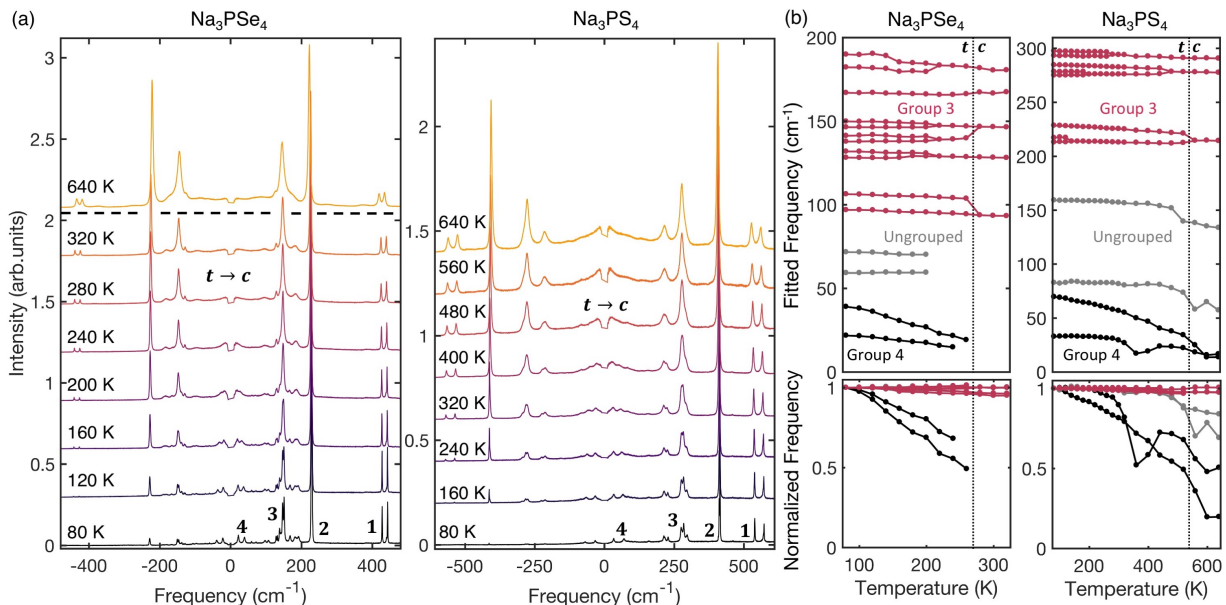 (a)
Na₃PSe₄
Na₃PS₄
(b)
Na₃PSe₄
Na₃PS₄
Intensity (arb.units)
3
2.5
2
1.5
1
0.5
0
640 K
320 K
280 K
240 K
200 K
160 K
120 K
80 K
t → c
4
3
2
1
-400
-200
0
200
400
Frequency (cm⁻¹)
2
1.5
1
0.5
0
640 K
560 K
480 K
400 K
320 K
240 K
160 K
80 K
t → c
4
3
2
1
-500
-250
0
250
500
Frequency (cm⁻¹)
Fitted Frequency (cm⁻¹)
200
150
100
50
0
t c
Group 3
Ungrouped
Group 4
300
250
200
150
100
50
0
t c
Group 3
Ungrouped
Group 4
Normalized Frequency
1
0.5
0
100
200
300
Temperature (K)
1
0.5
0
200
400
600
Temperature (K)